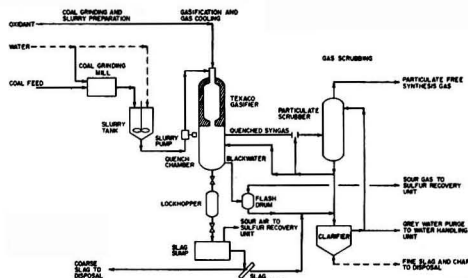 COAL GRINDING AND
SLURRY PREPARATION
GASIFICATION AND
GAS COOLING
GAS SCRUBBING
OXIDANT
WATER
COAL GRINDING
MILL
COAL FEED
SLURRY
TANK
SLURRY
PUMP
TEXACO
GASIFIER
PARTICULATE
SCRUBBER
PARTICULATE FREE
SYNTHESIS GAS
QUENCHED SYNGAS
QUENCH
CHAMBER
BLACKWATER
LOCKHOPPER
FLASH
DRUM
SOUR GAS TO
SULFUR RECOVERY
UNIT
SOUR AIR TO SULFUR RECOVERY
UNIT
SLAG
SUMP
CLARIFIER
GREY WATER PURGE
TO WATER HANDLING
UNIT
COARSE
SLAG TO
DISPOSAL
SLAG
FINE SLAG AND CHAR
TO DISPOSAL